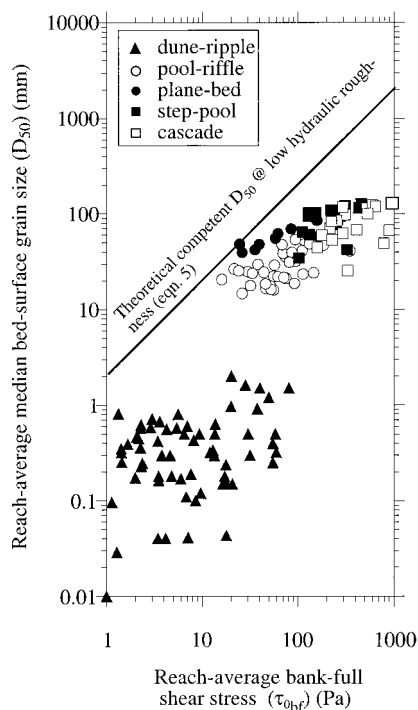 dune-ripple
pool-riffle
plane-bed
step-pool
cascade
10000
1000
100
10
1
0.1
0.01
Reach-average median bed-surface grain size (D50) (mm)
Theoretical competent D50 @ low hydraulic rough-
ness (eqn. 5)
1
10
100
1000
Reach-average bank-full
shear stress (τ0bf) (Pa)